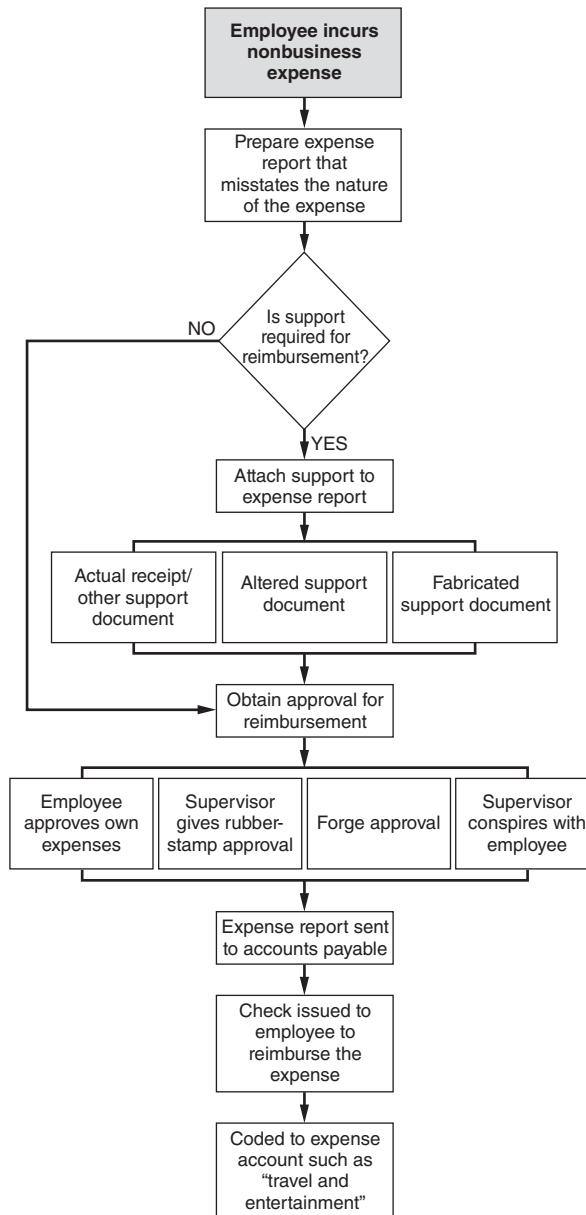 Employee incurs
nonbusiness
expense
Prepare expense
report that
misstates the nature
of the expense
Is support
required for
reimbursement?
NO
YES
Attach support to
expense report
Actual receipt/
other support
document
Altered support
document
Fabricated
support document
Obtain approval for
reimbursement
Employee
approves own
expenses
Supervisor
gives rubber-
stamp approval
Forge approval
Supervisor
conspires with
employee
Expense report sent
to accounts payable
Check issued to
employee to
reimburse the
expense
Coded to expense
account such as
“travel and
entertainment”